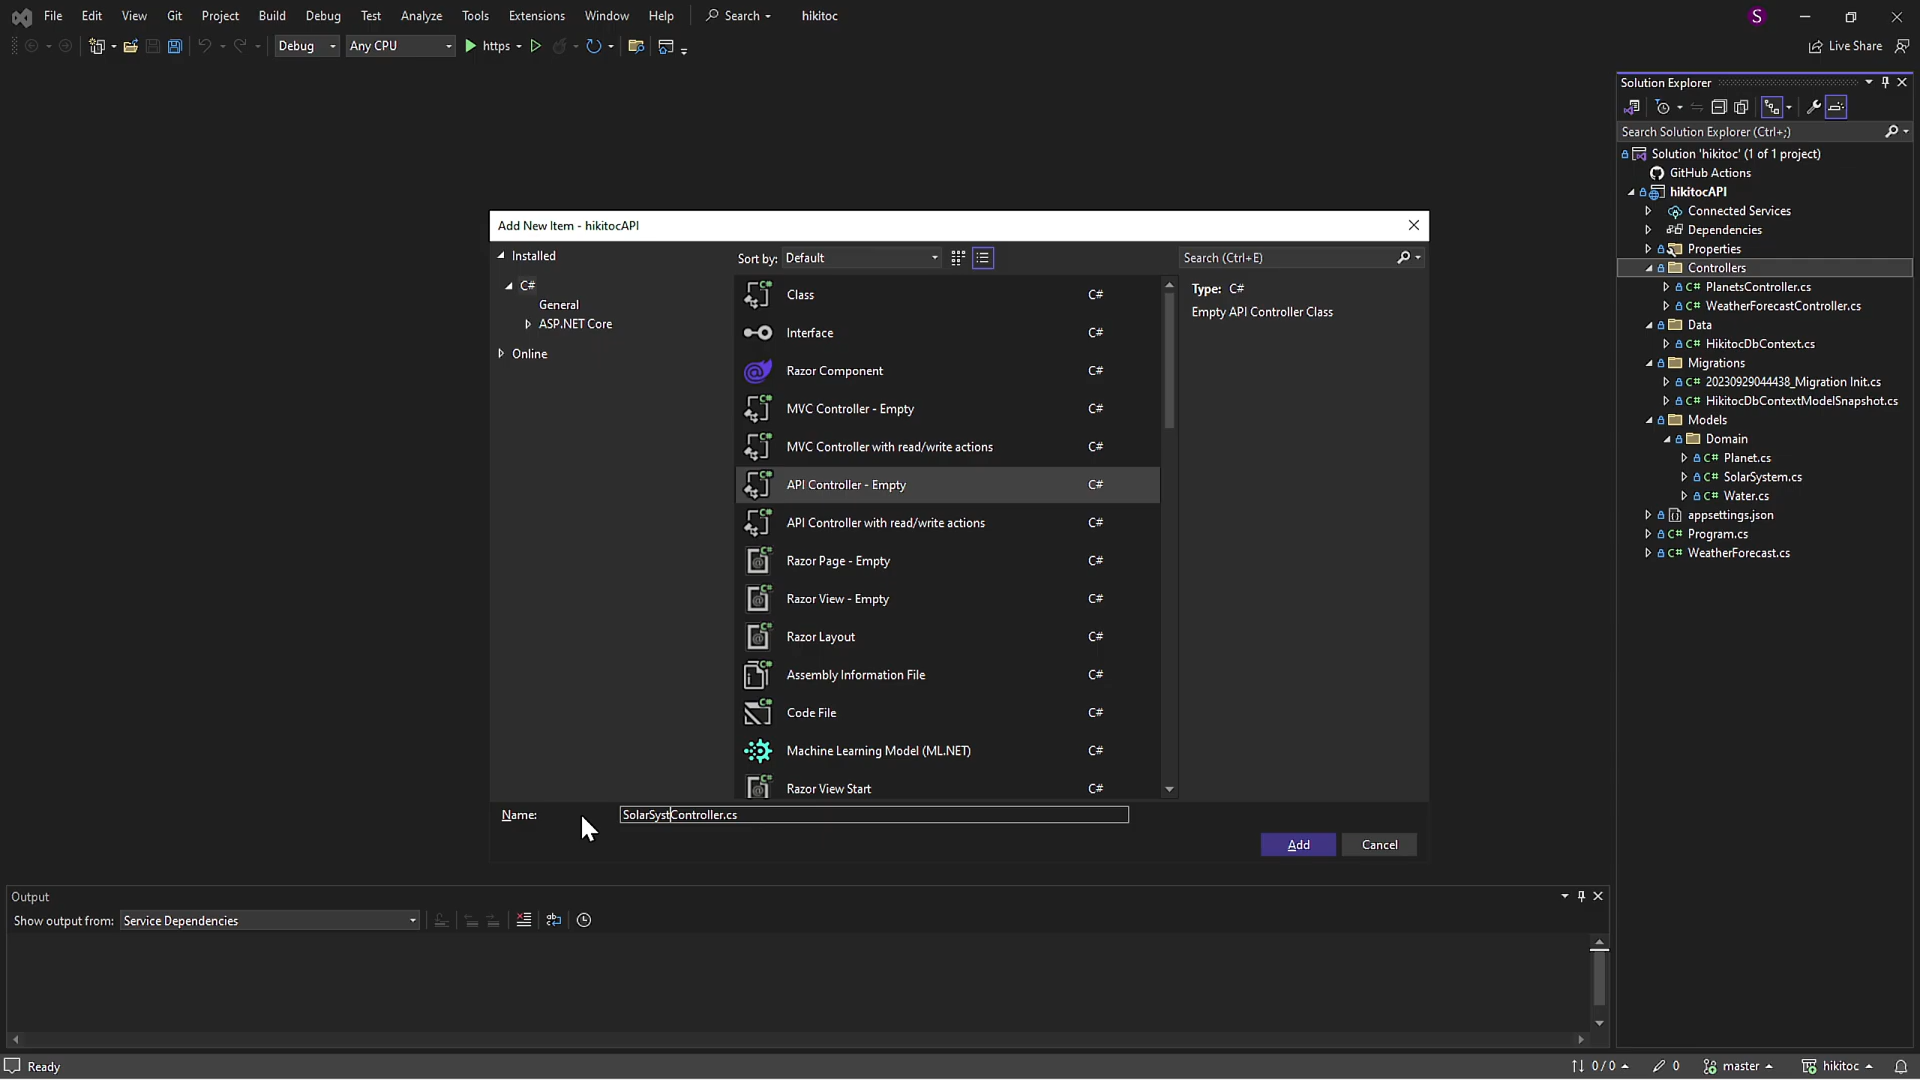 File Edit View Git Project Build Debug Test Analyze Tools Extensions Window Help Search hikitoc S
Debug Any CPU https Live Share
Solution Explorer
Search Solution Explorer (Ctrl+;)
Solution 'hikitoc' (1 of 1 project)
GitHub Actions
hikitocAPI
Connected Services
Dependencies
Properties
Controllers
C# PlanetsController.cs
C# WeatherForecastController.cs
Data
C# HikitocDbContext.cs
Migrations
C# 20230929044438_Migration Init.cs
C# HikitocDbContextModelSnapshot.cs
Models
Domain
C# Planet.cs
C# SolarSystem.cs
C# Water.cs
appsettings.json
C# Program.cs
C# WeatherForecast.cs
Add New Item - hikitocAPI
Installed
C#
General
ASP.NET Core
Online
Sort by: Default
Search (Ctrl+E)
Class C#
Interface C#
Razor Component C#
MVC Controller - Empty C#
MVC Controller with read/write actions C#
API Controller - Empty C#
API Controller with read/write actions C#
Razor Page - Empty C#
Razor View - Empty C#
Razor Layout C#
Assembly Information File C#
Code File C#
Machine Learning Model (ML.NET) C#
Razor View Start C#
Type: C#
Empty API Controller Class
Name: SolarSystController.cs
Add Cancel
Output
Show output from: Service Dependencies
Ready 0 / 0 0 master hikitoc